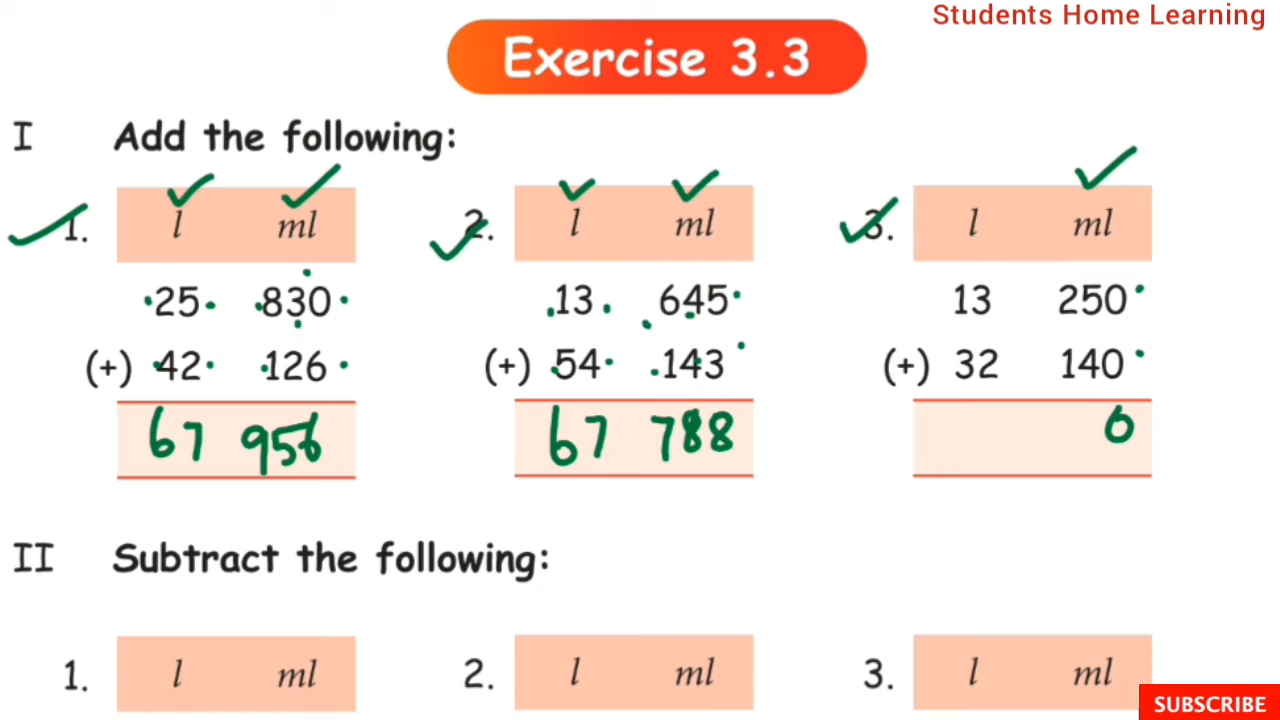 Students Home Learning
Exercise 3.3
I Add the following:
1. l ml 2. l ml 3. l ml
25 830 13 645 13 250
(+) 42 126 (+) 54 143 (+) 32 140
67 956 67 788 0
II Subtract the following:
1. l ml 2. l ml 3. l ml
SUBSCRIBE